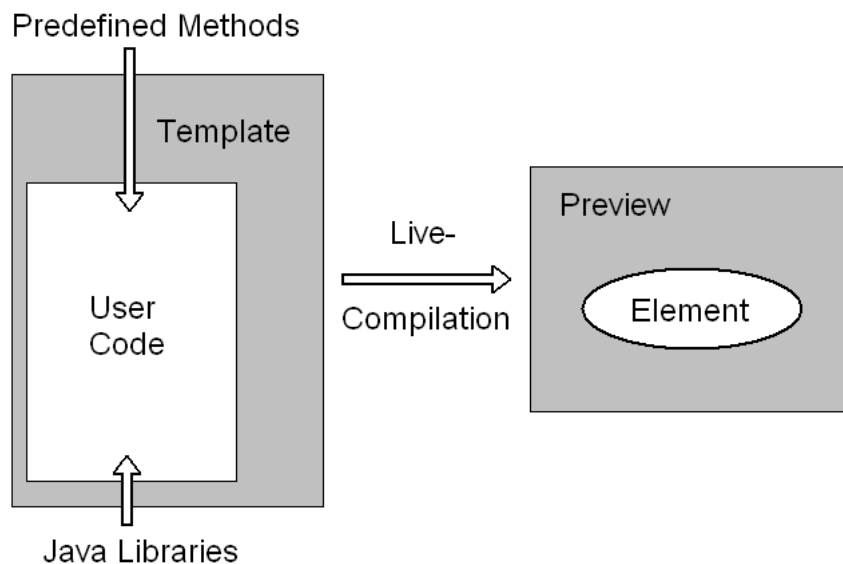 Predefined Methods
Template
User
Code
Java Libraries
Live-
Compilation
Preview
Element